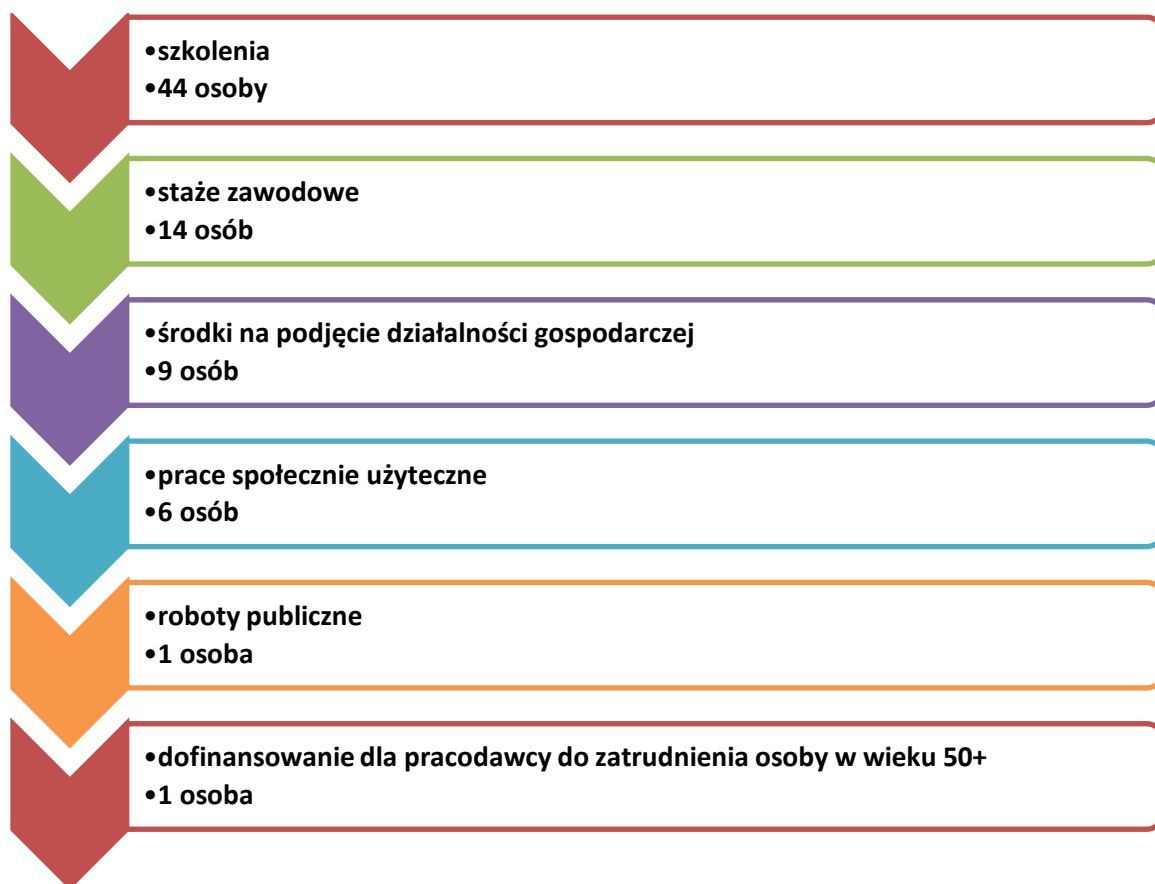 •szkolenia
•44 osoby
•staże zawodowe
•14 osób
•środki na podjęcie działalności gospodarczej
•9 osób
•prace społecznie użyteczne
•6 osób
•roboty publiczne
•1 osoba
•dofinansowanie dla pracodawcy do zatrudnienia osoby w wieku 50+
•1 osoba